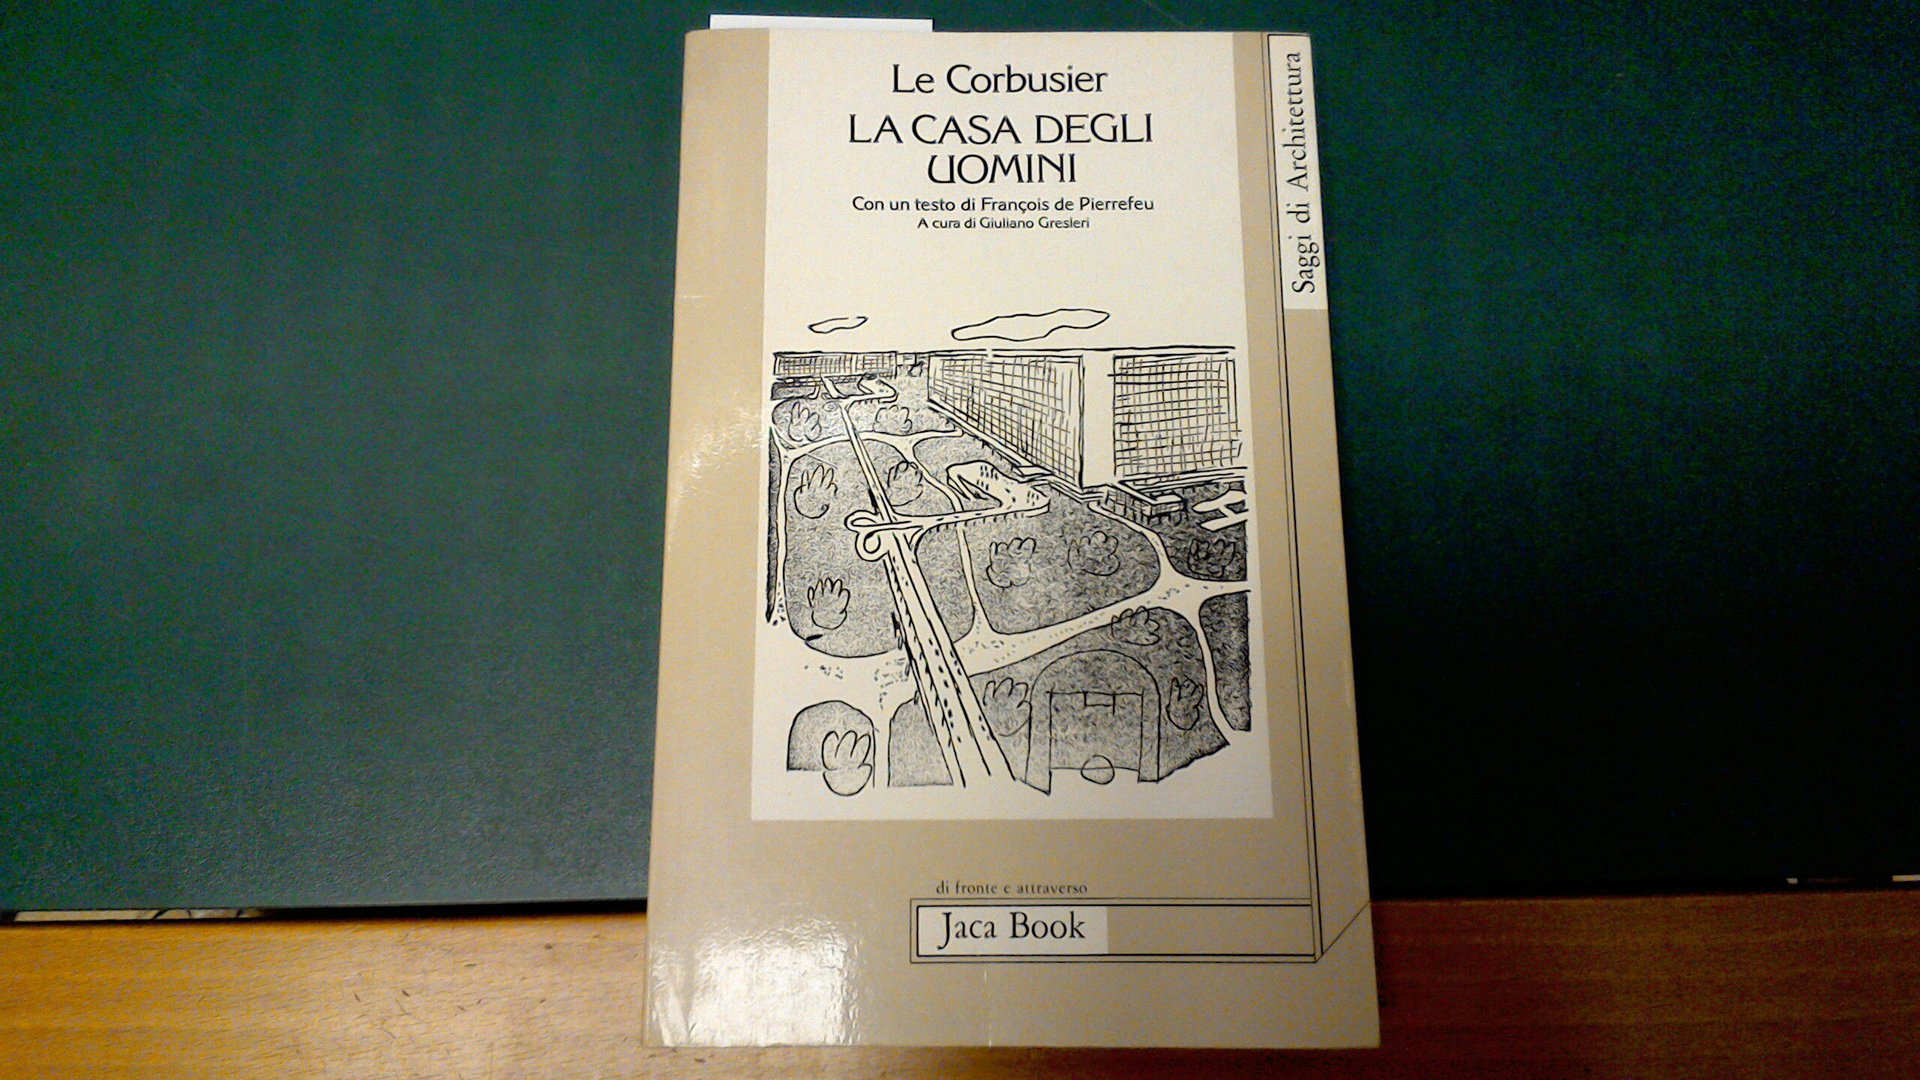 Le Corbusier
LA CASA DEGLI
UOMINI
Con un testo di François de Pierrefeu
A cura di Giuliano Gresleri
Saggi di Architettura
di fronte e attraverso
Jaca Book